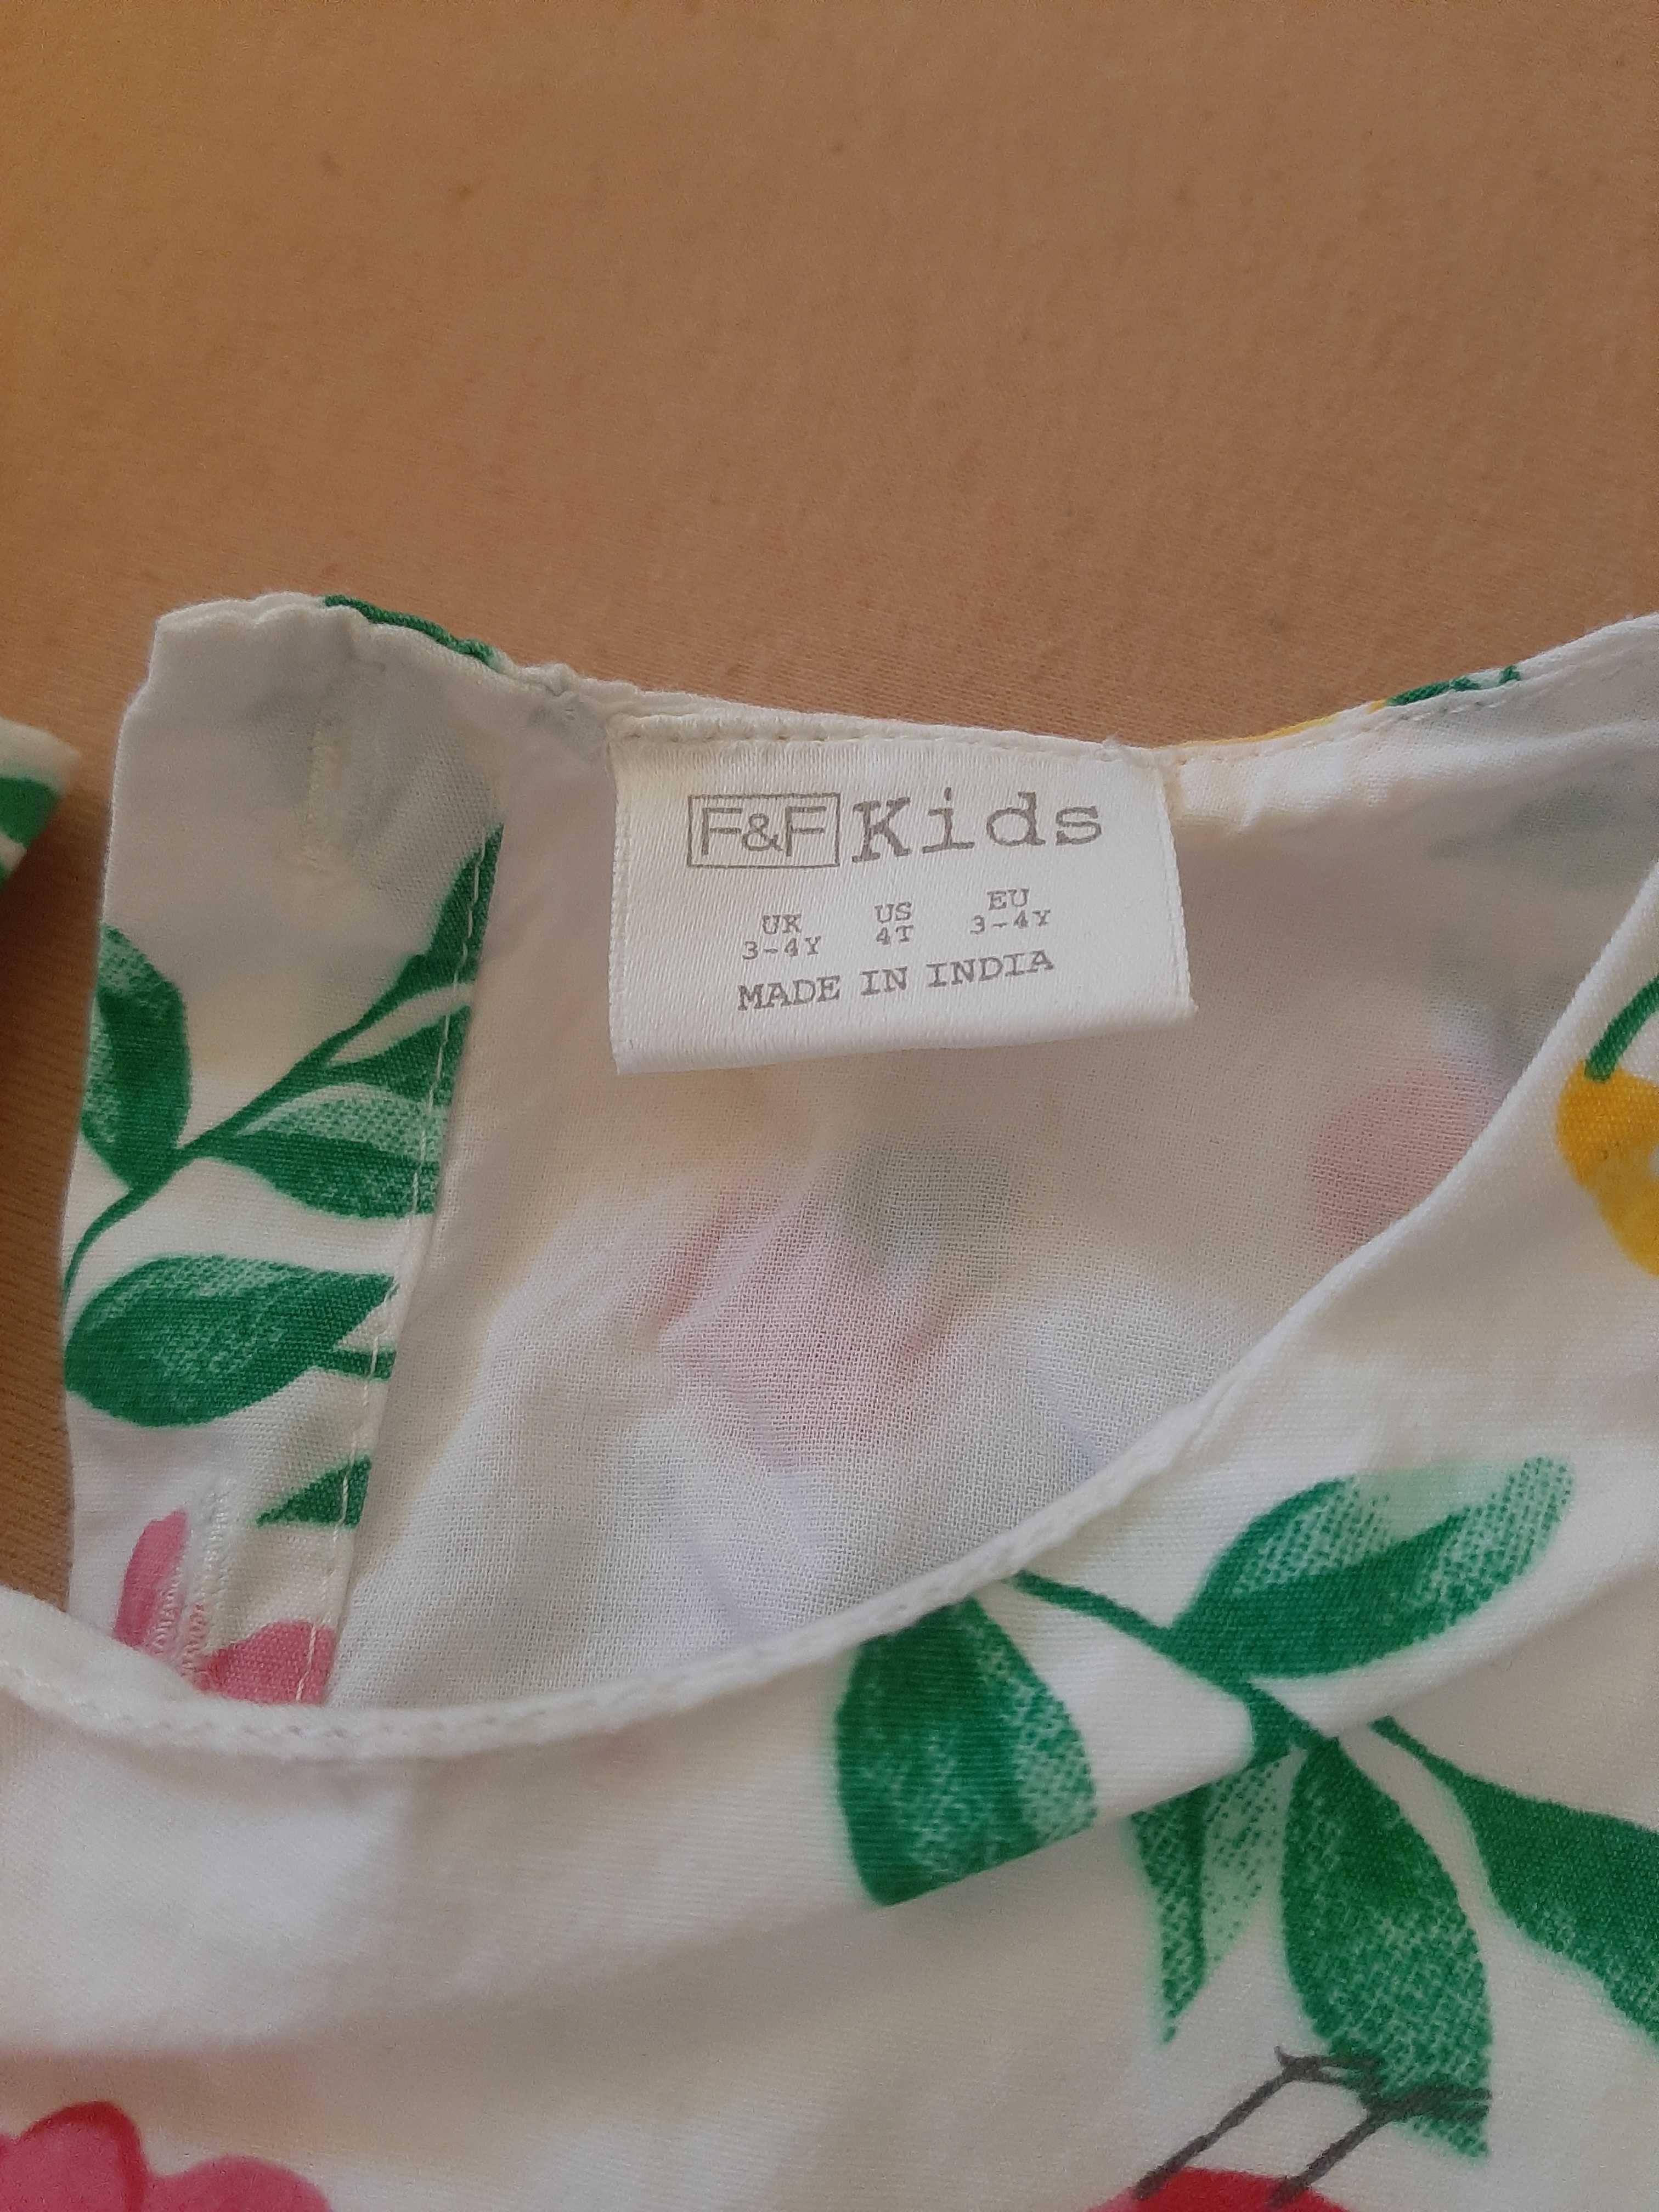 F&F Kids
UK US EU
3-4Y 4T 3-4Y
MADE IN INDIA